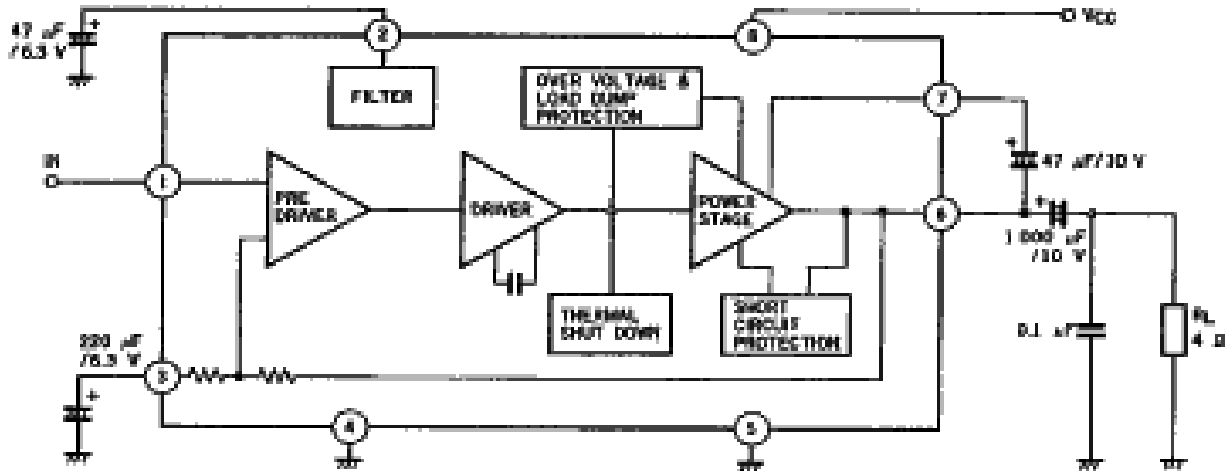 47 µF
/6.3 V
2
8
VCC
FILTER
OVER VOLTAGE &
LOAD DUMP
PROTECTION
7
47 µF/10 V
IN
1
PRE
DRIVER
DRIVER
POWER
STAGE
6
1 000 µF
/10 V
THERMAL
SHUT DOWN
SHORT
CIRCUIT
PROTECTION
0.1 µF
RL
4 Ω
220 µF
/6.3 V
3
4
5